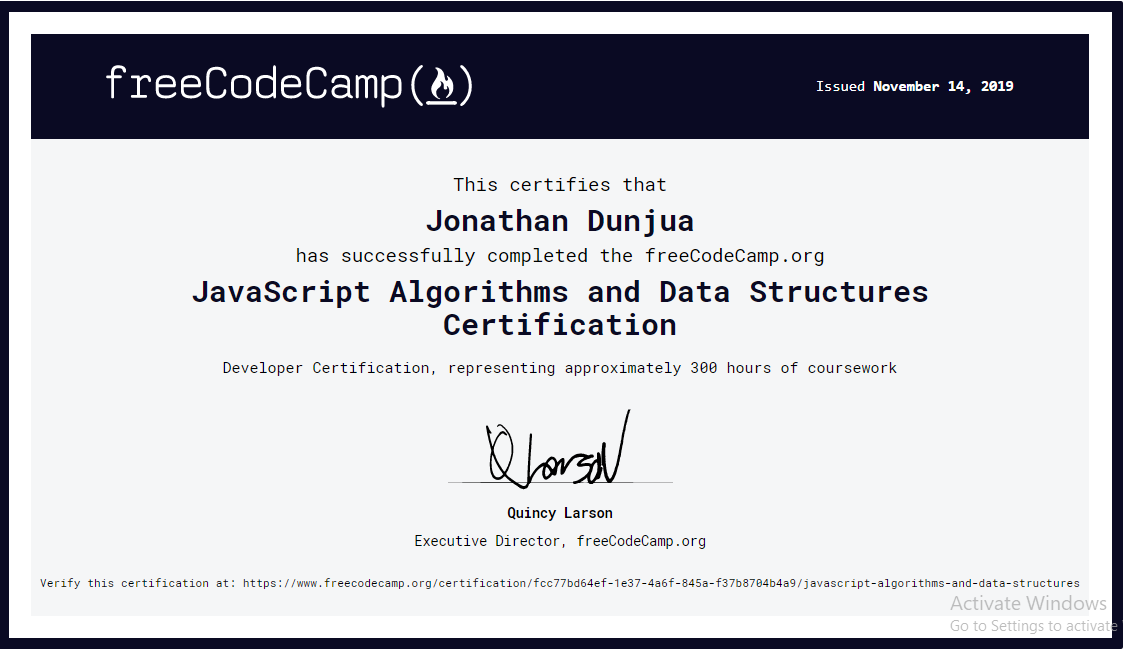 freeCodeCamp(🔥)
Issued November 14, 2019
This certifies that
Jonathan Dunjua
has successfully completed the freeCodeCamp.org
JavaScript Algorithms and Data Structures
Certification
Developer Certification, representing approximately 300 hours of coursework
QLarson
Quincy Larson
Executive Director, freeCodeCamp.org
Verify this certification at: https://www.freecodecamp.org/certification/fcc77bd64ef-1e37-4a6f-845a-f37b8704b4a9/javascript-algorithms-and-data-structures
Activate Windows
Go to Settings to activate